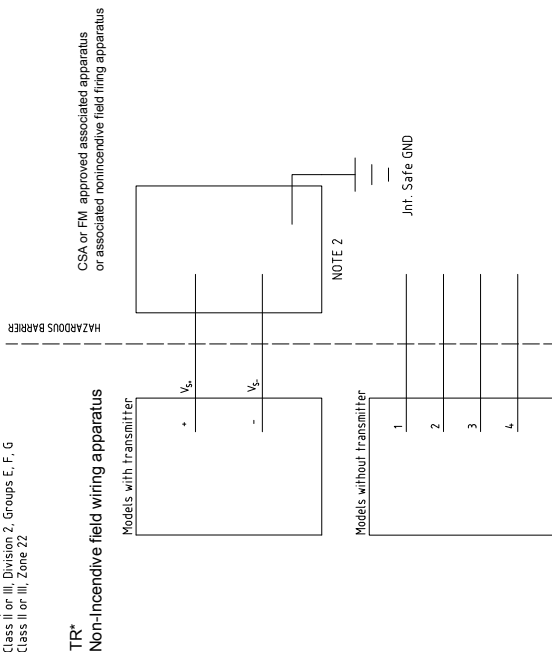 Class II or III, Division 2, Groups E, F, G
Class II or III, Zone 22
TR*
Non-Incendive field wiring apparatus
CSA or FM approved associated apparatus
or associated nonincendive field firing apparatus
HAZARDOUS BARRIER
Models with transmitter
+
Vs+
-
Vs-
NOTE 2
Jnt. Safe GND
Models without transmitter
1
2
3
4